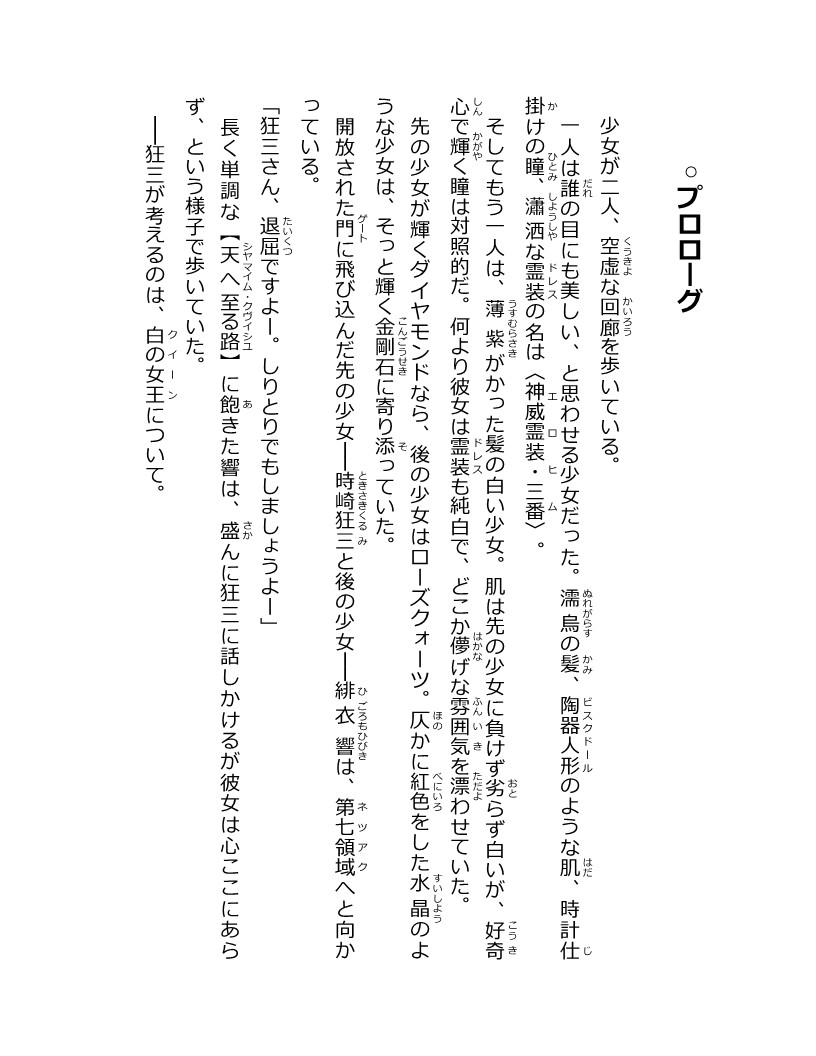 ○プロローグ
少女が二人、空虚な回廊を歩いている。
一人は誰の目にも美しい、と思わせる少女だった。濡烏の髪、陶器人形のような肌、時計仕
掛けの瞳、瀟洒な霊装の名は〈神威霊装・三番〉。
そしてもう一人は、薄紫がかった髪の白い少女。肌は先の少女に負けず劣らず白いが、好奇
心で輝く瞳は対照的だ。何より彼女は霊装も純白で、どこか儚げな雰囲気を漂わせていた。
先の少女が輝くダイヤモンドなら、後の少女はローズクォーツ。仄かに紅色をした水晶のよ
うな少女は、そっと輝く金剛石に寄り添っていた。
開放された門に飛び込んだ先の少女――時崎狂三と後の少女――緋衣響は、第七領域へと向か
っている。
「狂三さん、退屈ですよー。しりとりでもしましょうよー」
長く単調な【天へ至る路】に飽きた響は、盛んに狂三に話しかけるが彼女は心ここにあら
ず、という様子で歩いていた。
――狂三が考えるのは、白の女王について。